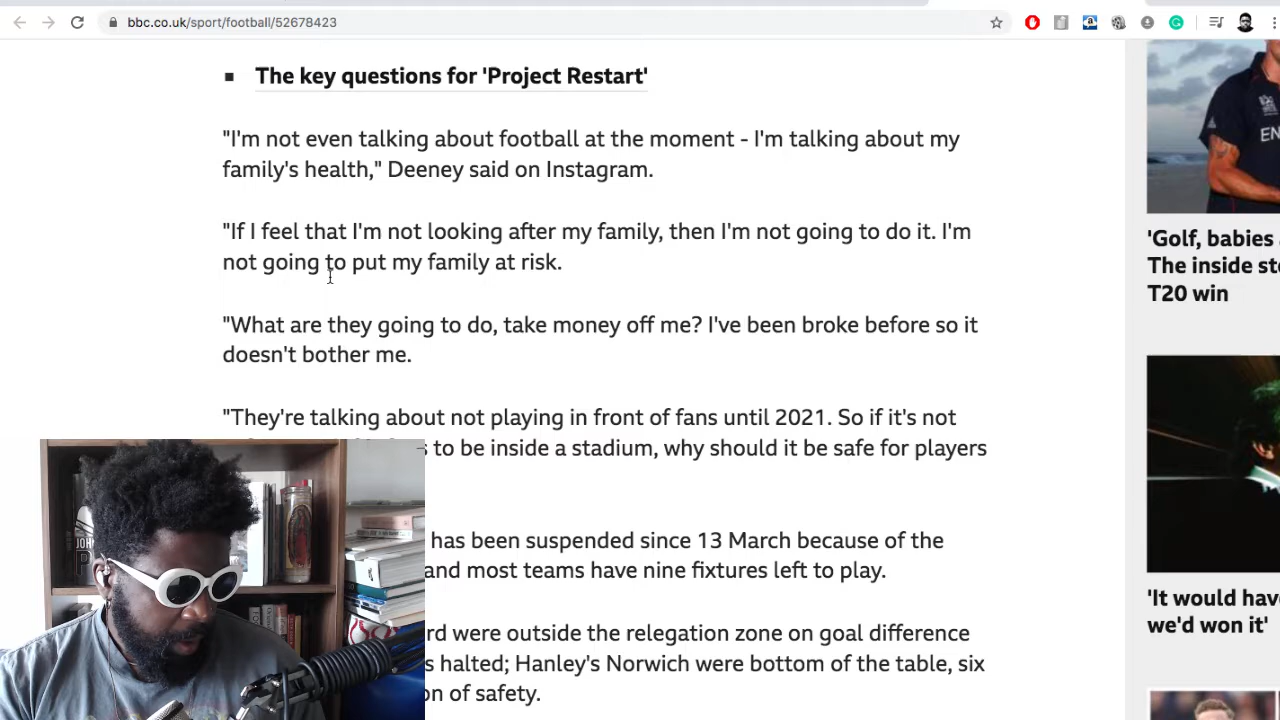 bbc.co.uk/sport/football/52678423
The key questions for 'Project Restart'
"I'm not even talking about football at the moment - I'm talking about my
family's health," Deeney said on Instagram.
"If I feel that I'm not looking after my family, then I'm not going to do it. I'm
not going to put my family at risk.
"What are they going to do, take money off me? I've been broke before so it
doesn't bother me.
"They're talking about not playing in front of fans until 2021. So if it's not
to be inside a stadium, why should it be safe for players
has been suspended since 13 March because of the
and most teams have nine fixtures left to play.
were outside the relegation zone on goal difference
halted; Hanley's Norwich were bottom of the table, six
of safety.
'Golf, babies
The inside
T20 win
'It would
we'd won it'